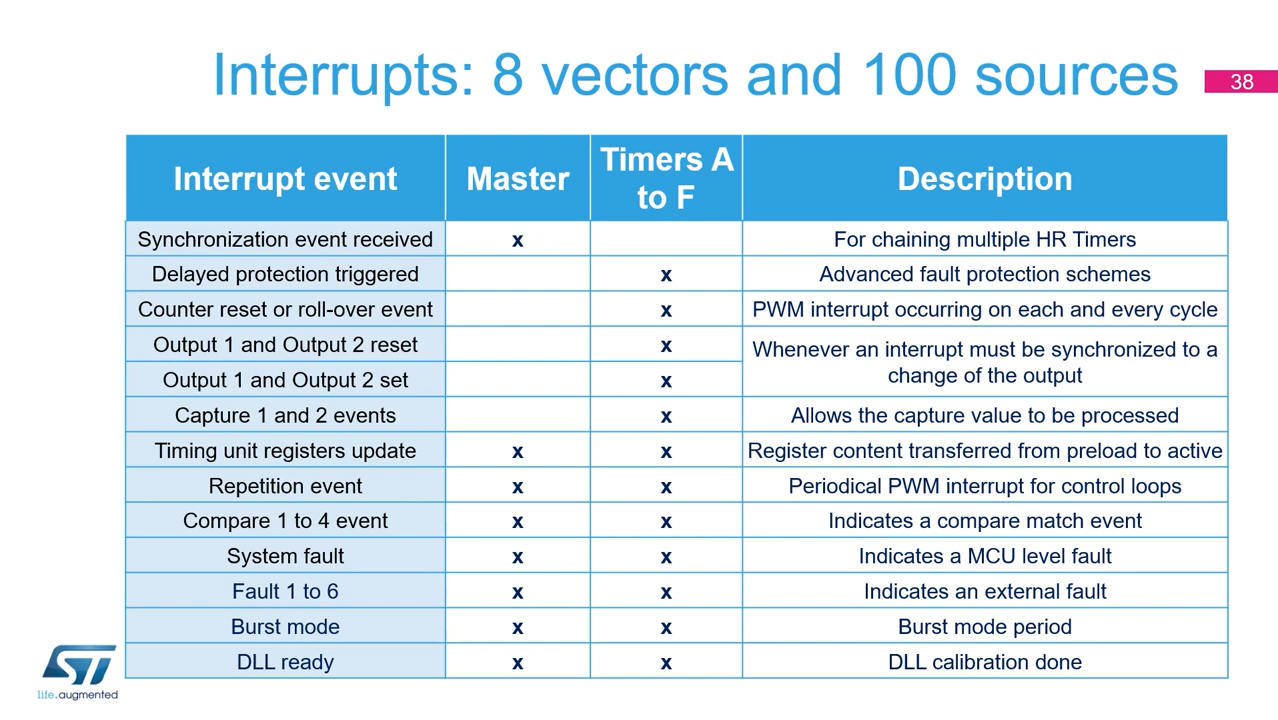 Interrupts: 8 vectors and 100 sources
38
Interrupt event Master Timers A to F Description
Synchronization event received x For chaining multiple HR Timers
Delayed protection triggered x Advanced fault protection schemes
Counter reset or roll-over event x PWM interrupt occurring on each and every cycle
Output 1 and Output 2 reset x Whenever an interrupt must be synchronized to a change of the output
Output 1 and Output 2 set x
Capture 1 and 2 events x Allows the capture value to be processed
Timing unit registers update x x Register content transferred from preload to active
Repetition event x x Periodical PWM interrupt for control loops
Compare 1 to 4 event x x Indicates a compare match event
System fault x x Indicates a MCU level fault
Fault 1 to 6 x x Indicates an external fault
Burst mode x x Burst mode period
DLL ready x x DLL calibration done
ST
life.augmented